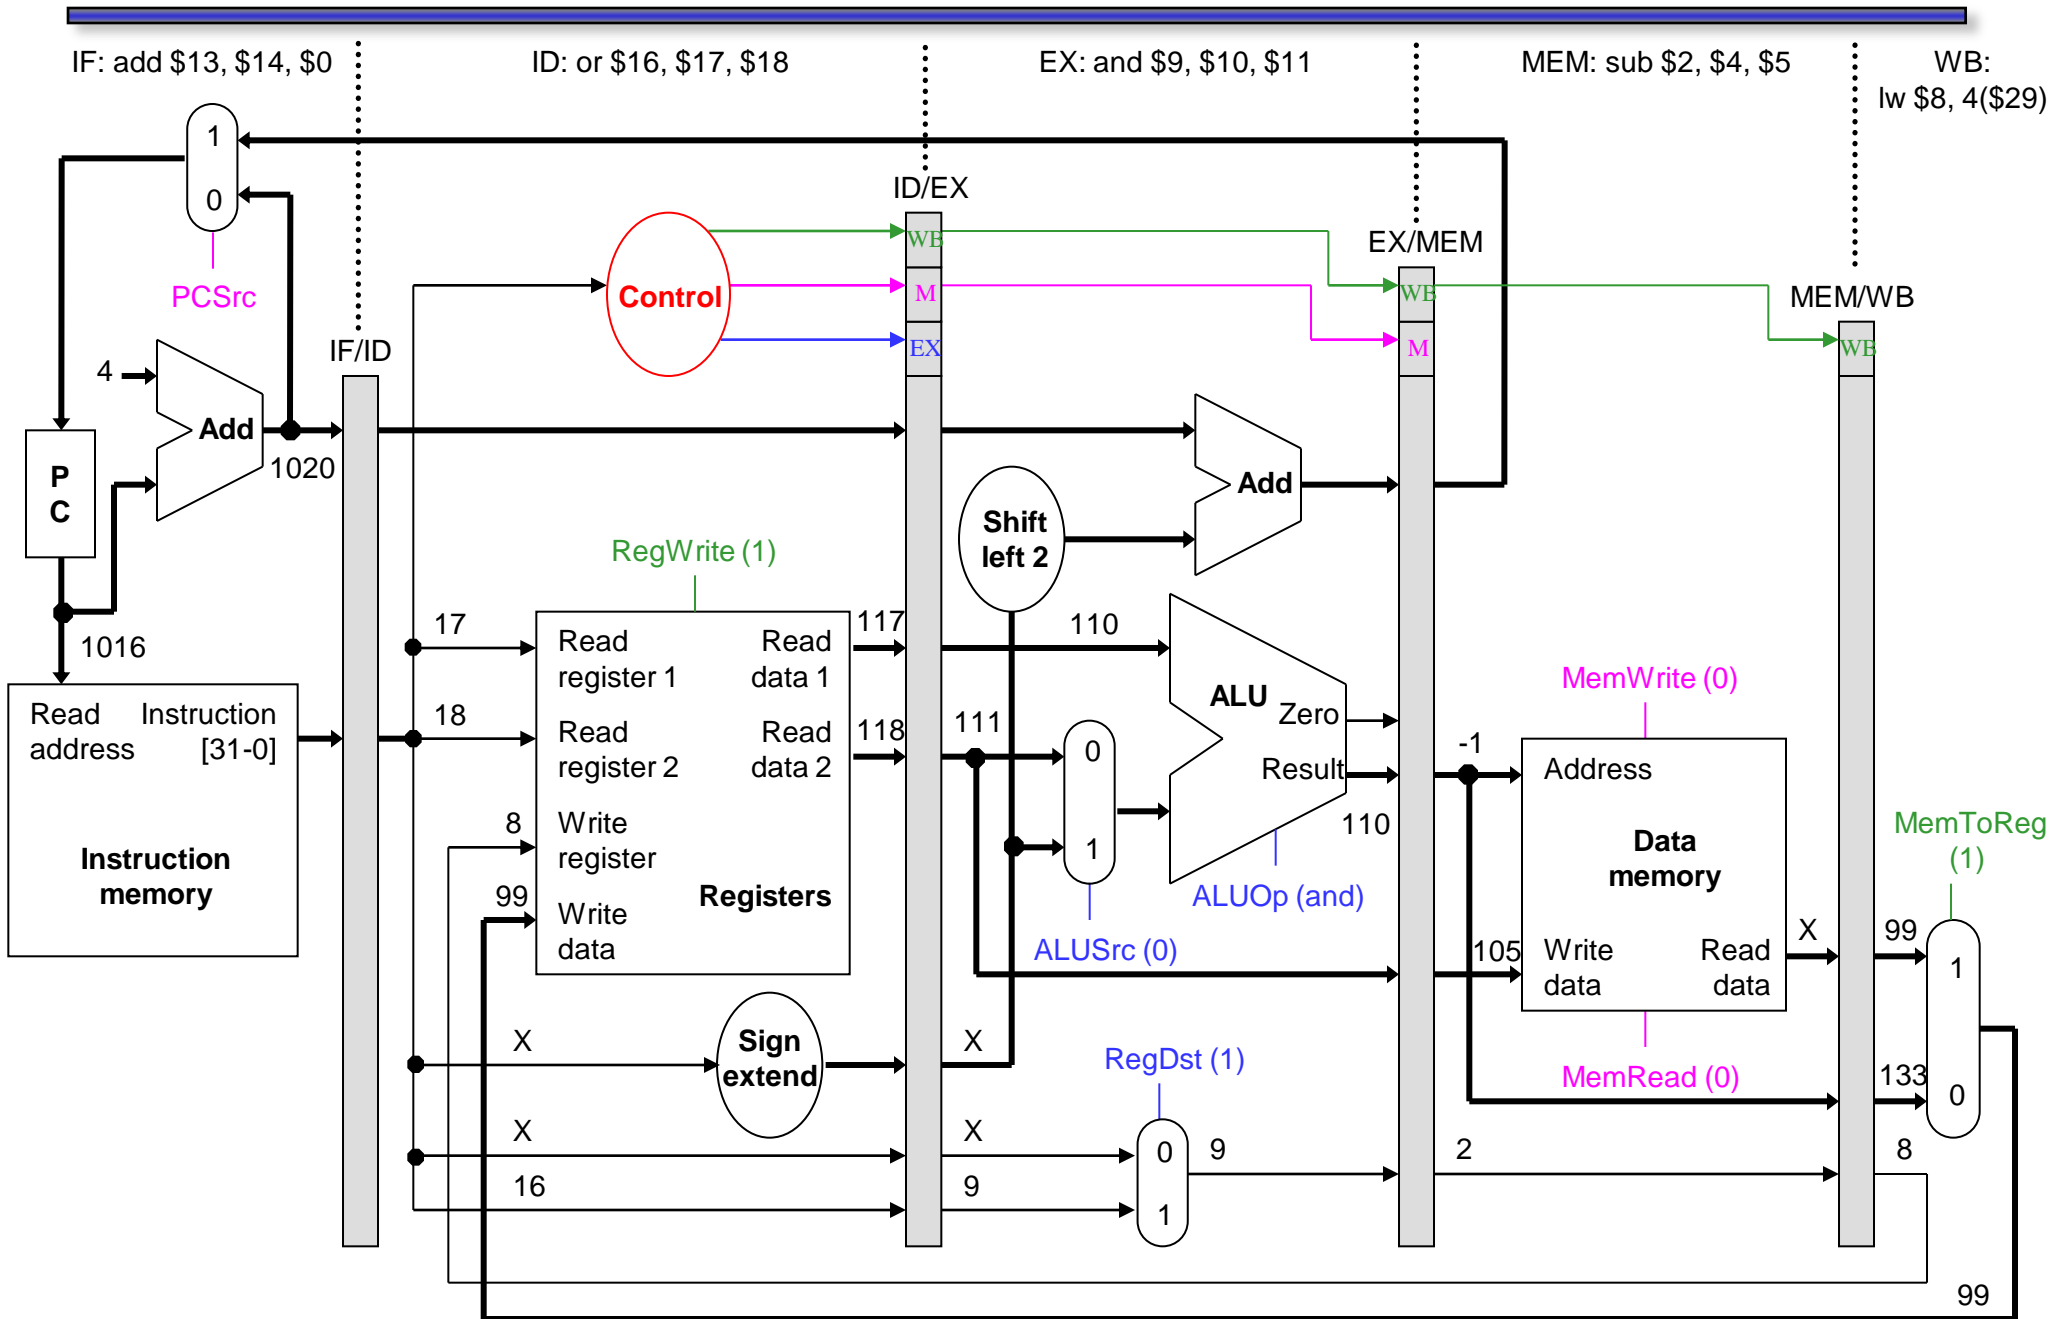 IF: add $13, $14, $0
ID: or $16, $17, $18
EX: and $9, $10, $11
MEM: sub $2, $4, $5
WB:
lw $8, 4($29)
1
0
PCSrc
4
Add
1020
P
C
1016
Read
address
Instruction
[31-0]
Instruction
memory
IF/ID
Control
RegWrite (1)
17
18
8
99
Read
register 1
Read
data 1
Read
register 2
Read
data 2
Write
register
Write
data
Registers
117
118
X
Sign
extend
X
16
ID/EX
WB
M
EX
Shift
left 2
Add
110
111
0
1
ALUSrc (0)
ALU
Zero
Result
110
ALUOp (and)
X
X
9
RegDst (1)
0
1
9
EX/MEM
WB
M
-1
105
2
MemWrite (0)
Address
Data
memory
Write
data
Read
data
MemRead (0)
X
MEM/WB
WB
99
133
8
MemToReg
(1)
1
0
99